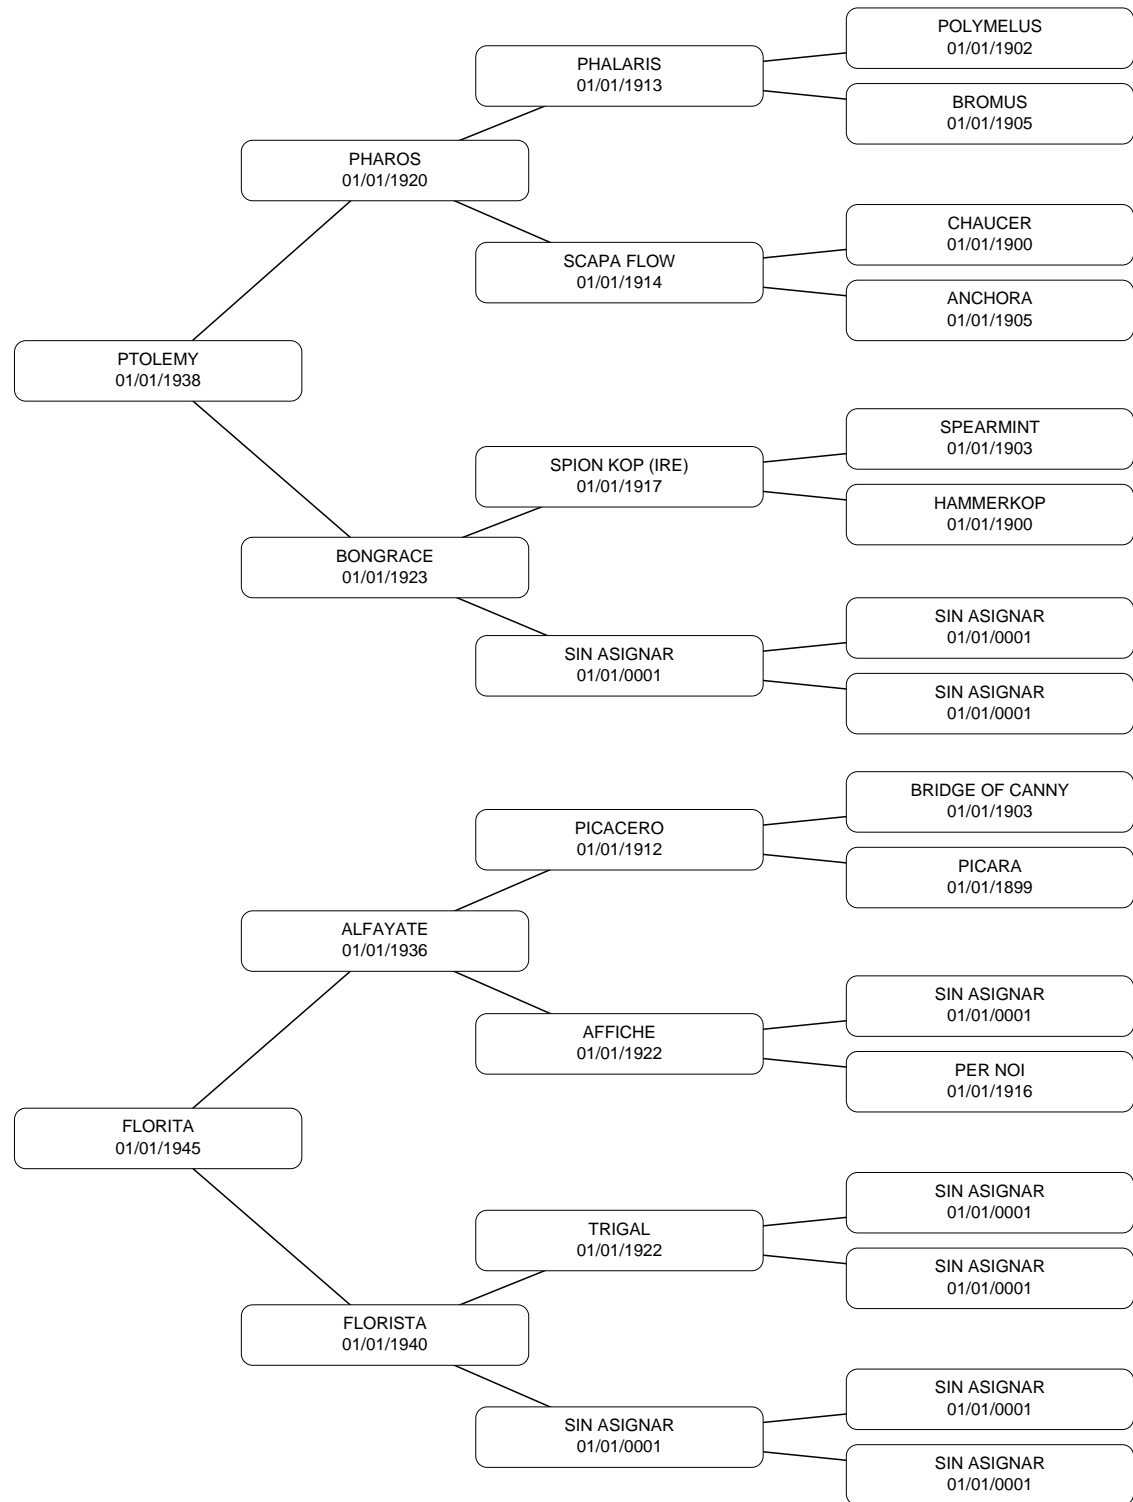 POLYMELUS
01/01/1902
PHALARIS
01/01/1913
BROMUS
01/01/1905
PHAROS
01/01/1920
CHAUCER
01/01/1900
SCAPA FLOW
01/01/1914
ANCHORA
01/01/1905
PTOLEMY
01/01/1938
SPEARMINT
01/01/1903
SPION KOP (IRE)
01/01/1917
HAMMERKOP
01/01/1900
BONGRACE
01/01/1923
SIN ASIGNAR
01/01/0001
SIN ASIGNAR
01/01/0001
SIN ASIGNAR
01/01/0001
BRIDGE OF CANNY
01/01/1903
PICACERO
01/01/1912
PICARA
01/01/1899
ALFAYATE
01/01/1936
SIN ASIGNAR
01/01/0001
AFFICHE
01/01/1922
PER NOI
01/01/1916
FLORITA
01/01/1945
SIN ASIGNAR
01/01/0001
TRIGAL
01/01/1922
SIN ASIGNAR
01/01/0001
FLORISTA
01/01/1940
SIN ASIGNAR
01/01/0001
SIN ASIGNAR
01/01/0001
SIN ASIGNAR
01/01/0001